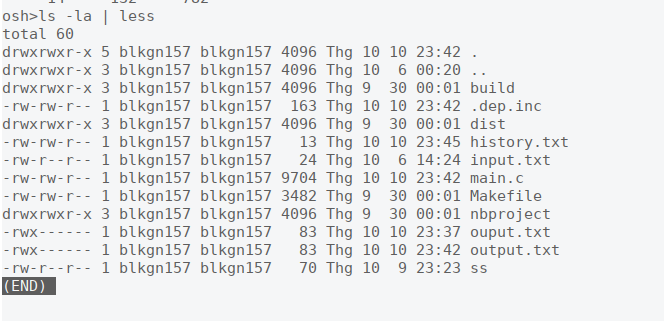 osh>ls -la | less
total 60
drwxrwxr-x 5 blkgn157 blkgn157 4096 Thg 10 10 23:42 .
drwxrwxr-x 3 blkgn157 blkgn157 4096 Thg 10  6 00:20 ..
drwxrwxr-x 3 blkgn157 blkgn157 4096 Thg 9  30 00:01 build
-rw-rw-r-- 1 blkgn157 blkgn157  163 Thg 10 10 23:42 .dep.inc
drwxrwxr-x 3 blkgn157 blkgn157 4096 Thg 9  30 00:01 dist
-rw-rw-r-- 1 blkgn157 blkgn157   13 Thg 10 10 23:45 history.txt
-rw-r--r-- 1 blkgn157 blkgn157   24 Thg 10  6 14:24 input.txt
-rw-rw-r-- 1 blkgn157 blkgn157 9704 Thg 10 10 23:42 main.c
-rw-rw-r-- 1 blkgn157 blkgn157 3482 Thg 9  30 00:01 Makefile
drwxrwxr-x 3 blkgn157 blkgn157 4096 Thg 9  30 00:01 nbproject
-rwx------ 1 blkgn157 blkgn157   83 Thg 10 10 23:37 ouput.txt
-rwx------ 1 blkgn157 blkgn157   83 Thg 10 10 23:42 output.txt
-rw-r--r-- 1 blkgn157 blkgn157   70 Thg 10  9 23:23 ss
(END)